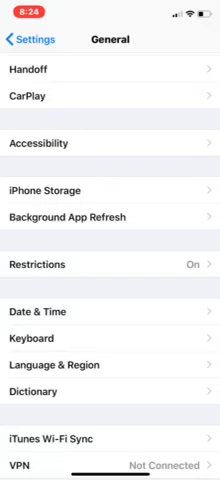 8:24
Settings
General
Handoff
CarPlay
Accessibility
iPhone Storage
Background App Refresh
Restrictions On
Date & Time
Keyboard
Language & Region
Dictionary
iTunes Wi-Fi Sync
VPN Not Connected